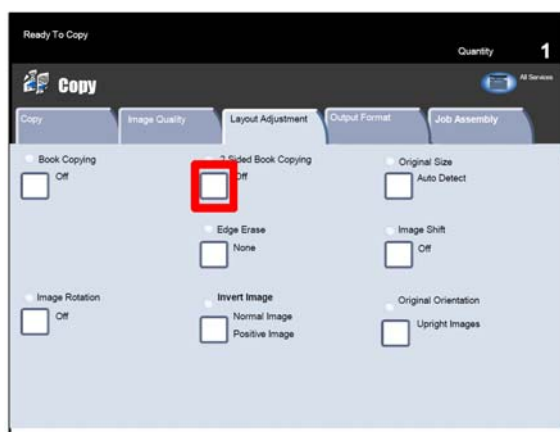 Ready To Copy
Quantity 1
Copy
All Services
Copy Image Quality Layout Adjustment Output Format Job Assembly
Book Copying
Off
2 Sided Book Copying
Off
Original Size
Auto Detect
Edge Erase
None
Image Shift
Off
Image Rotation
Off
Invert Image
Normal Image
Positive Image
Original Orientation
Upright Images